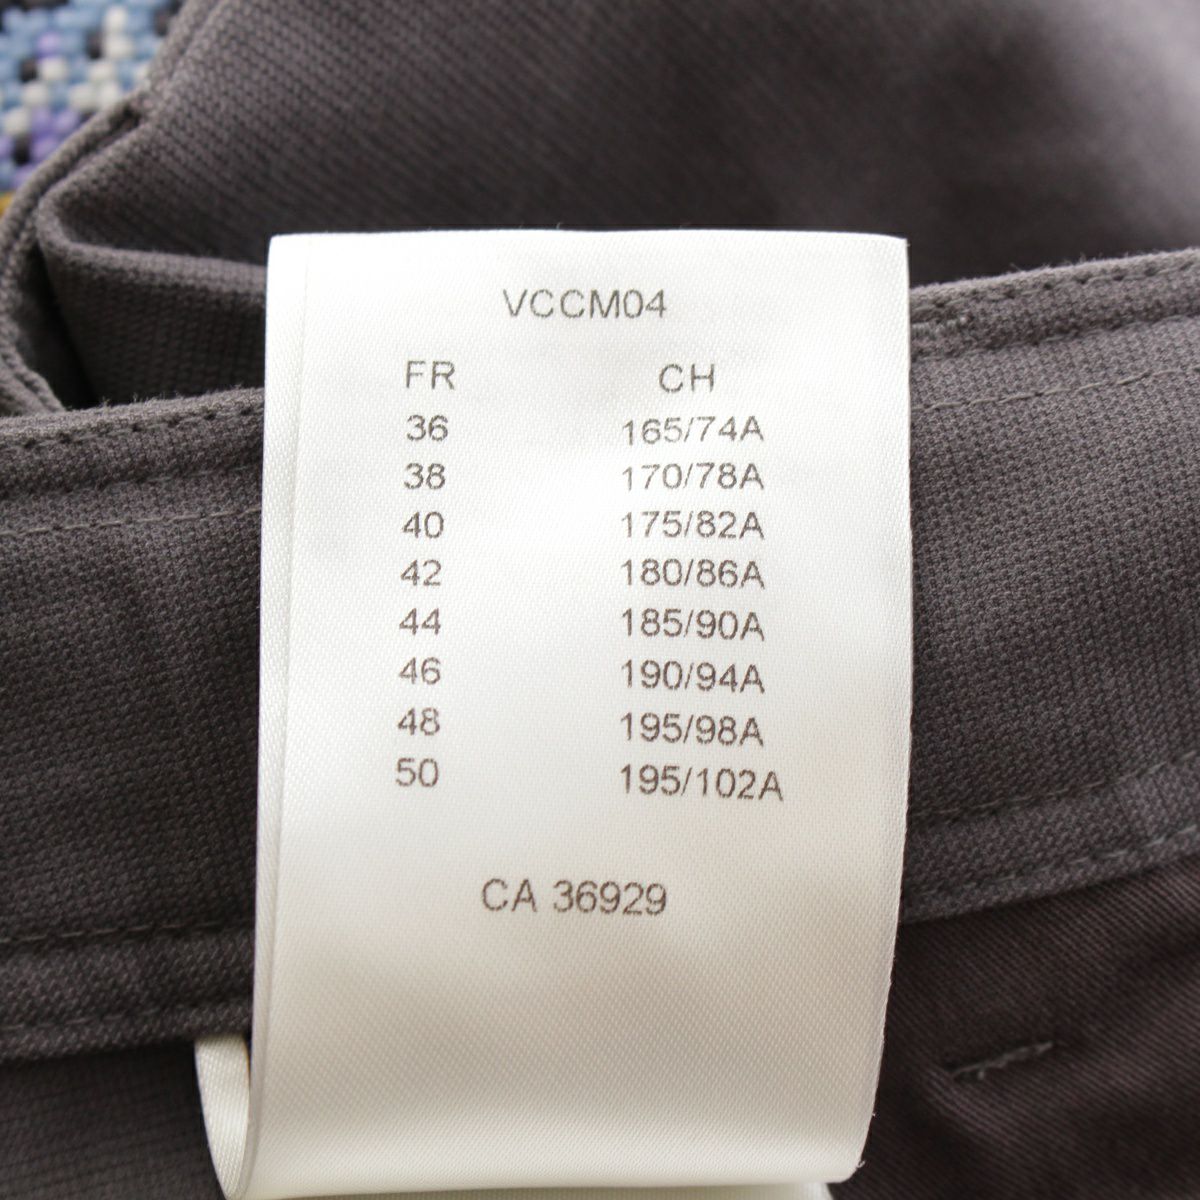 VCCM04
FR CH
36 165/74A
38 170/78A
40 175/82A
42 180/86A
44 185/90A
46 190/94A
48 195/98A
50 195/102A
CA 36929